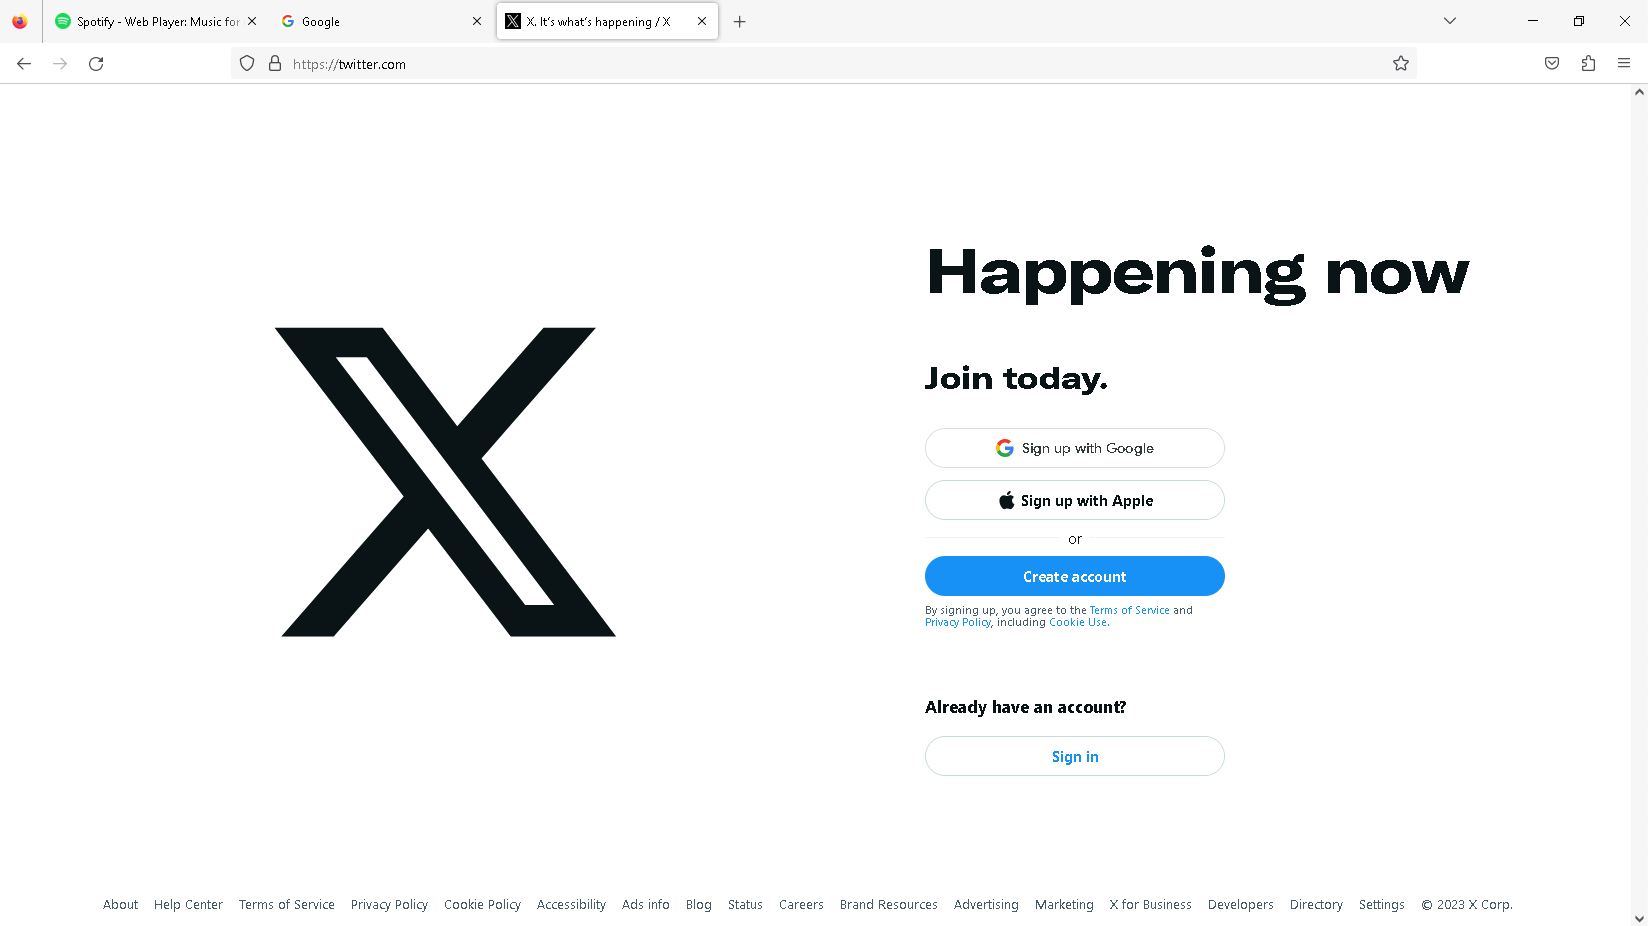 Spotify - Web Player: Music for
Google
X. It's what's happening / X
https://twitter.com
Happening now
Join today.
Sign up with Google
Sign up with Apple
or
Create account
By signing up, you agree to the Terms of Service and
Privacy Policy, including Cookie Use.
Already have an account?
Sign in
About Help Center Terms of Service Privacy Policy Cookie Policy Accessibility Ads info Blog Status Careers Brand Resources Advertising Marketing X for Business Developers Directory Settings © 2023 X Corp.